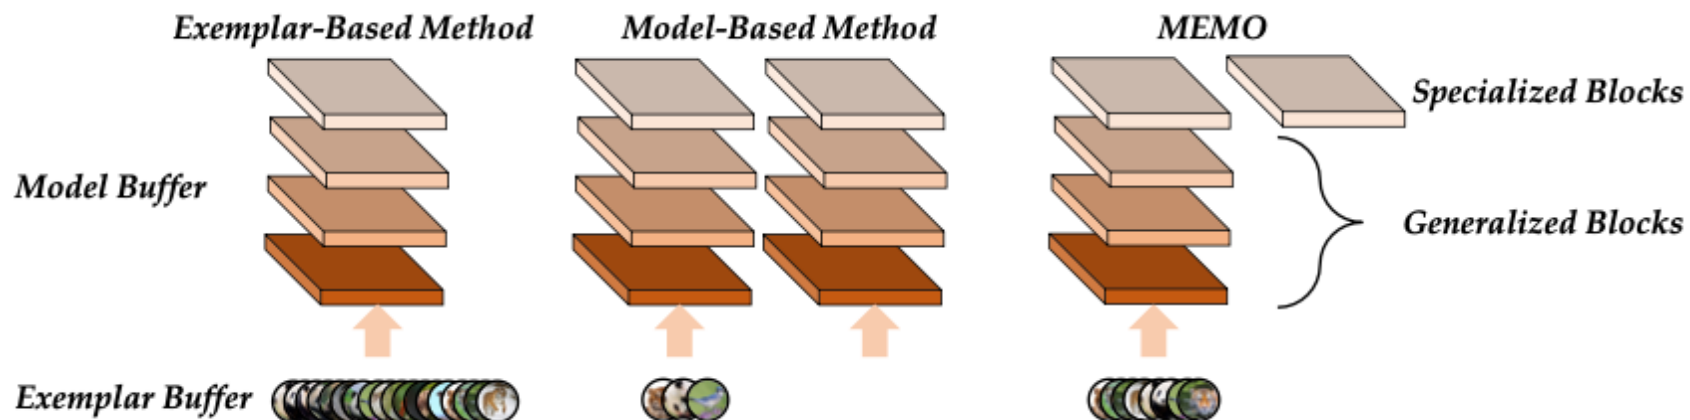 Exemplar-Based Method
Model-Based Method
MEMO
Specialized Blocks
Model Buffer
Generalized Blocks
Exemplar Buffer